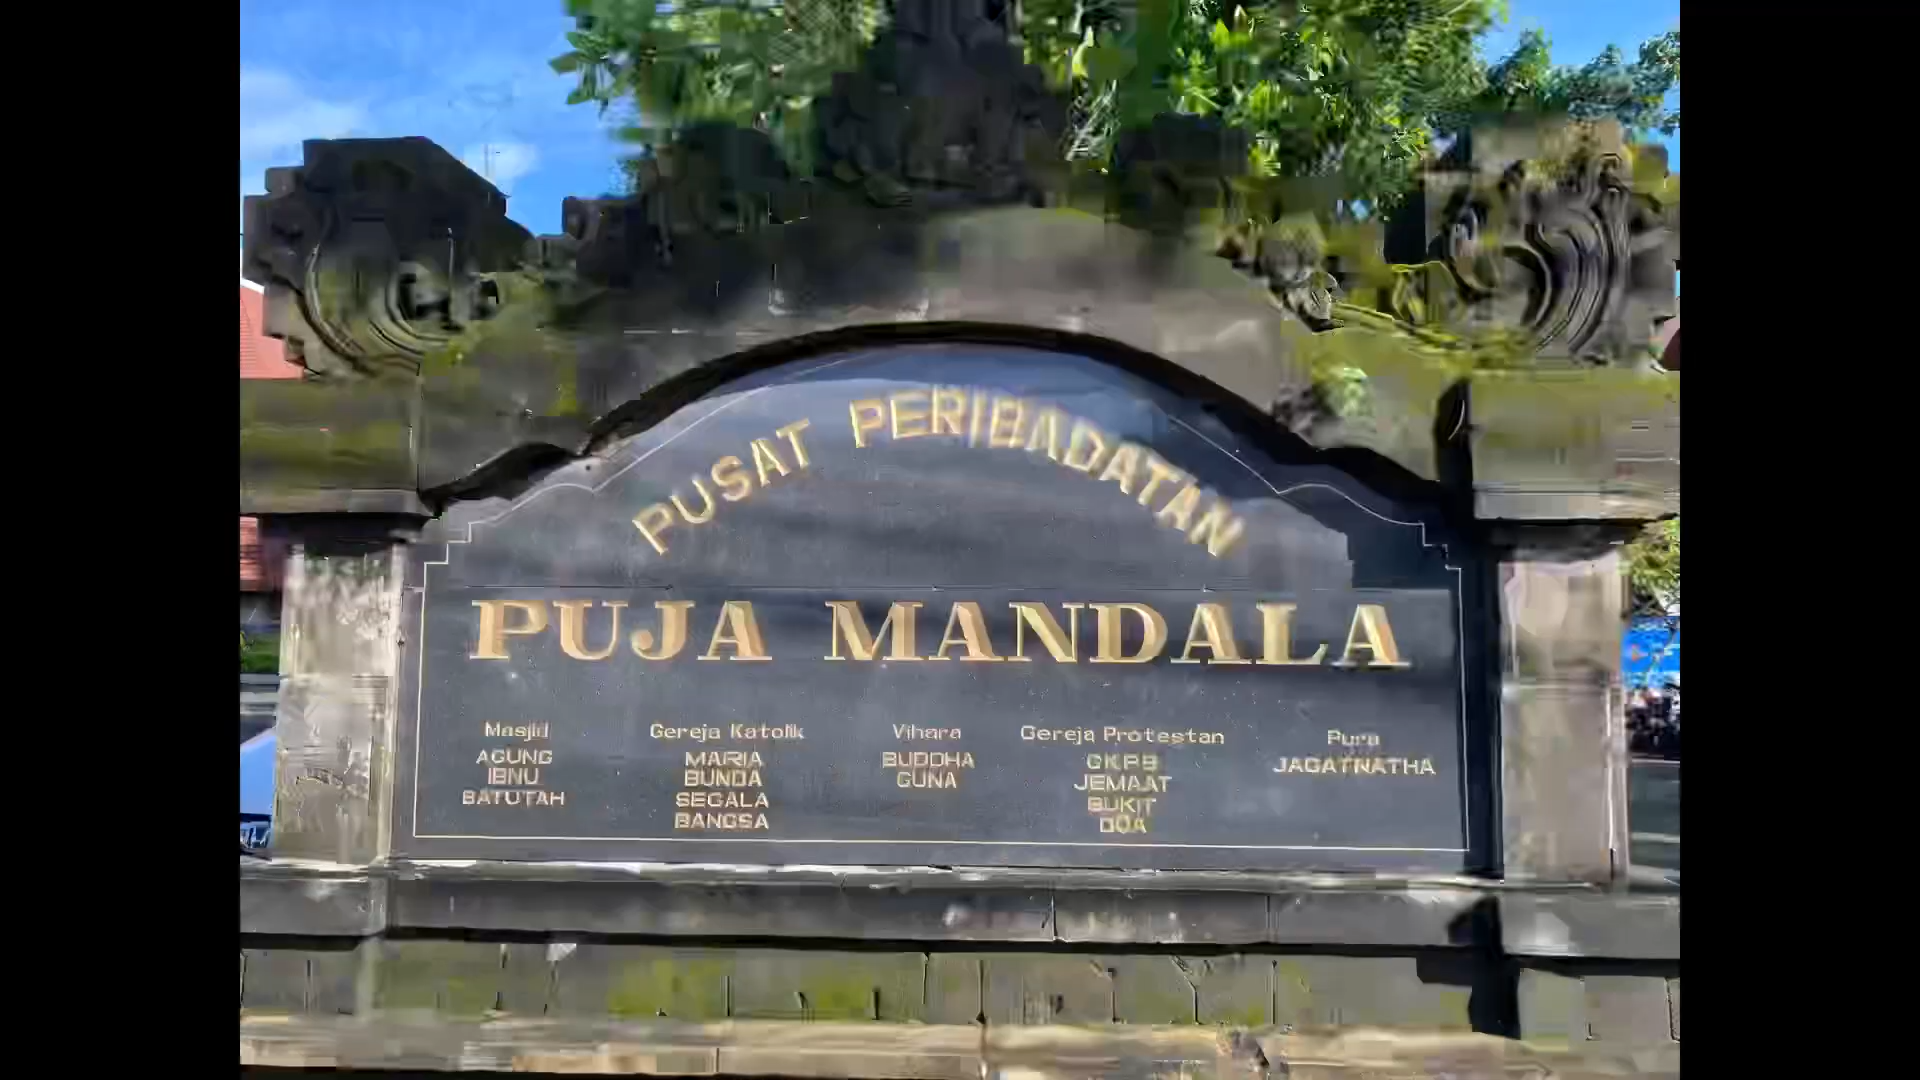 PUSAT PERIBADATAN
PUJA MANDALA
Masjid
AGUNG
IBNU
BATUTAH
Gereja Katolik
MARIA
BUNDA
SEGALA
BANGSA
Vihara
BUDDHA
GUNA
Gereja Protestan
GKPB
JEMAAT
BUKIT
DOA
Pura
JAGATNATHA